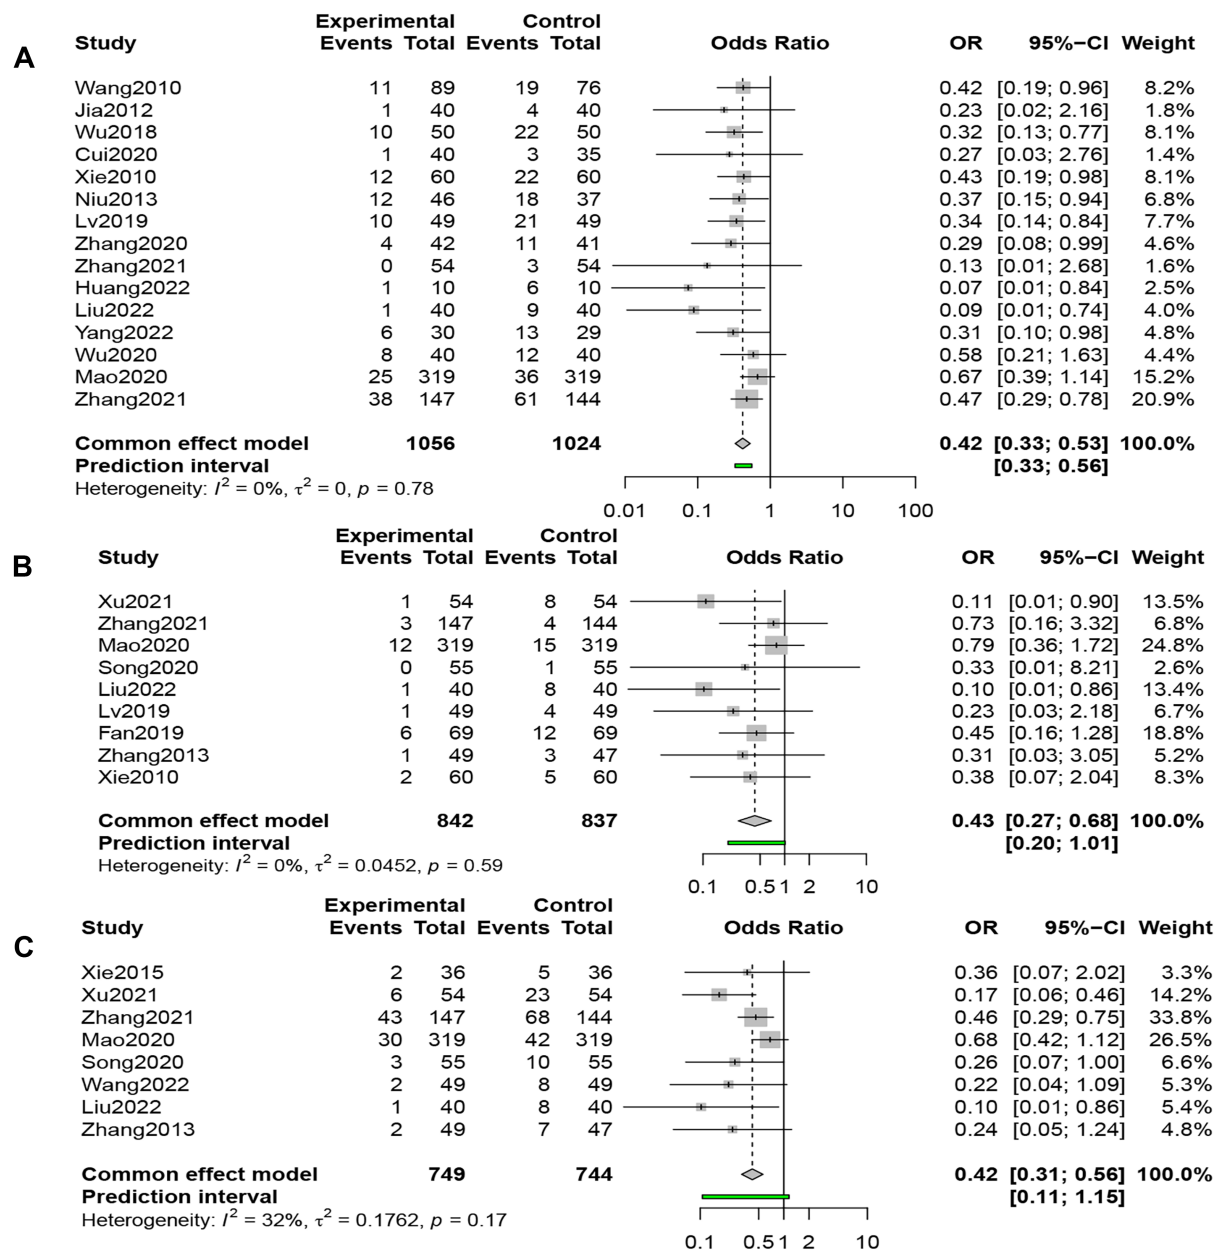 A
Experimental Control
Study Events Total Events Total Odds Ratio OR 95%−CI Weight
Wang2010 11 89 19 76 0.42 [0.19; 0.96] 8.2%
Jia2012 1 40 4 40 0.23 [0.02; 2.16] 1.8%
Wu2018 10 50 22 50 0.32 [0.13; 0.77] 8.1%
Cui2020 1 40 3 35 0.27 [0.03; 2.76] 1.4%
Xie2010 12 60 22 60 0.43 [0.19; 0.98] 8.1%
Niu2013 12 46 18 37 0.37 [0.15; 0.94] 6.8%
Lv2019 10 49 21 49 0.34 [0.14; 0.84] 7.7%
Zhang2020 4 42 11 41 0.29 [0.08; 0.99] 4.6%
Zhang2021 0 54 3 54 0.13 [0.01; 2.68] 1.6%
Huang2022 1 10 6 10 0.07 [0.01; 0.84] 2.5%
Liu2022 1 40 9 40 0.09 [0.01; 0.74] 4.0%
Yang2022 6 30 13 29 0.31 [0.10; 0.98] 4.8%
Wu2020 8 40 12 40 0.58 [0.21; 1.63] 4.4%
Mao2020 25 319 36 319 0.67 [0.39; 1.14] 15.2%
Zhang2021 38 147 61 144 0.47 [0.29; 0.78] 20.9%
Common effect model 1056 1024 0.42 [0.33; 0.53] 100.0%
Prediction interval [0.33; 0.56]
Heterogeneity: I² = 0%, τ² = 0, p = 0.78
0.01 0.1 1 10 100
B
Experimental Control
Study Events Total Events Total Odds Ratio OR 95%−CI Weight
Xu2021 1 54 8 54 0.11 [0.01; 0.90] 13.5%
Zhang2021 3 147 4 144 0.73 [0.16; 3.32] 6.8%
Mao2020 12 319 15 319 0.79 [0.36; 1.72] 24.8%
Song2020 0 55 1 55 0.33 [0.01; 8.21] 2.6%
Liu2022 1 40 8 40 0.10 [0.01; 0.86] 13.4%
Lv2019 1 49 4 49 0.23 [0.03; 2.18] 6.7%
Fan2019 6 69 12 69 0.45 [0.16; 1.28] 18.8%
Zhang2013 1 49 3 47 0.31 [0.03; 3.05] 5.2%
Xie2010 2 60 5 60 0.38 [0.07; 2.04] 8.3%
Common effect model 842 837 0.43 [0.27; 0.68] 100.0%
Prediction interval [0.20; 1.01]
Heterogeneity: I² = 0%, τ² = 0.0452, p = 0.59
0.1 0.5 1 2 10
C
Experimental Control
Study Events Total Events Total Odds Ratio OR 95%−CI Weight
Xie2015 2 36 5 36 0.36 [0.07; 2.02] 3.3%
Xu2021 6 54 23 54 0.17 [0.06; 0.46] 14.2%
Zhang2021 43 147 68 144 0.46 [0.29; 0.75] 33.8%
Mao2020 30 319 42 319 0.68 [0.42; 1.12] 26.5%
Song2020 3 55 10 55 0.26 [0.07; 1.00] 6.6%
Wang2022 2 49 8 49 0.22 [0.04; 1.09] 5.3%
Liu2022 1 40 8 40 0.10 [0.01; 0.86] 5.4%
Zhang2013 2 49 7 47 0.24 [0.05; 1.24] 4.8%
Common effect model 749 744 0.42 [0.31; 0.56] 100.0%
Prediction interval [0.11; 1.15]
Heterogeneity: I² = 32%, τ² = 0.1762, p = 0.17
0.1 0.5 1 2 10